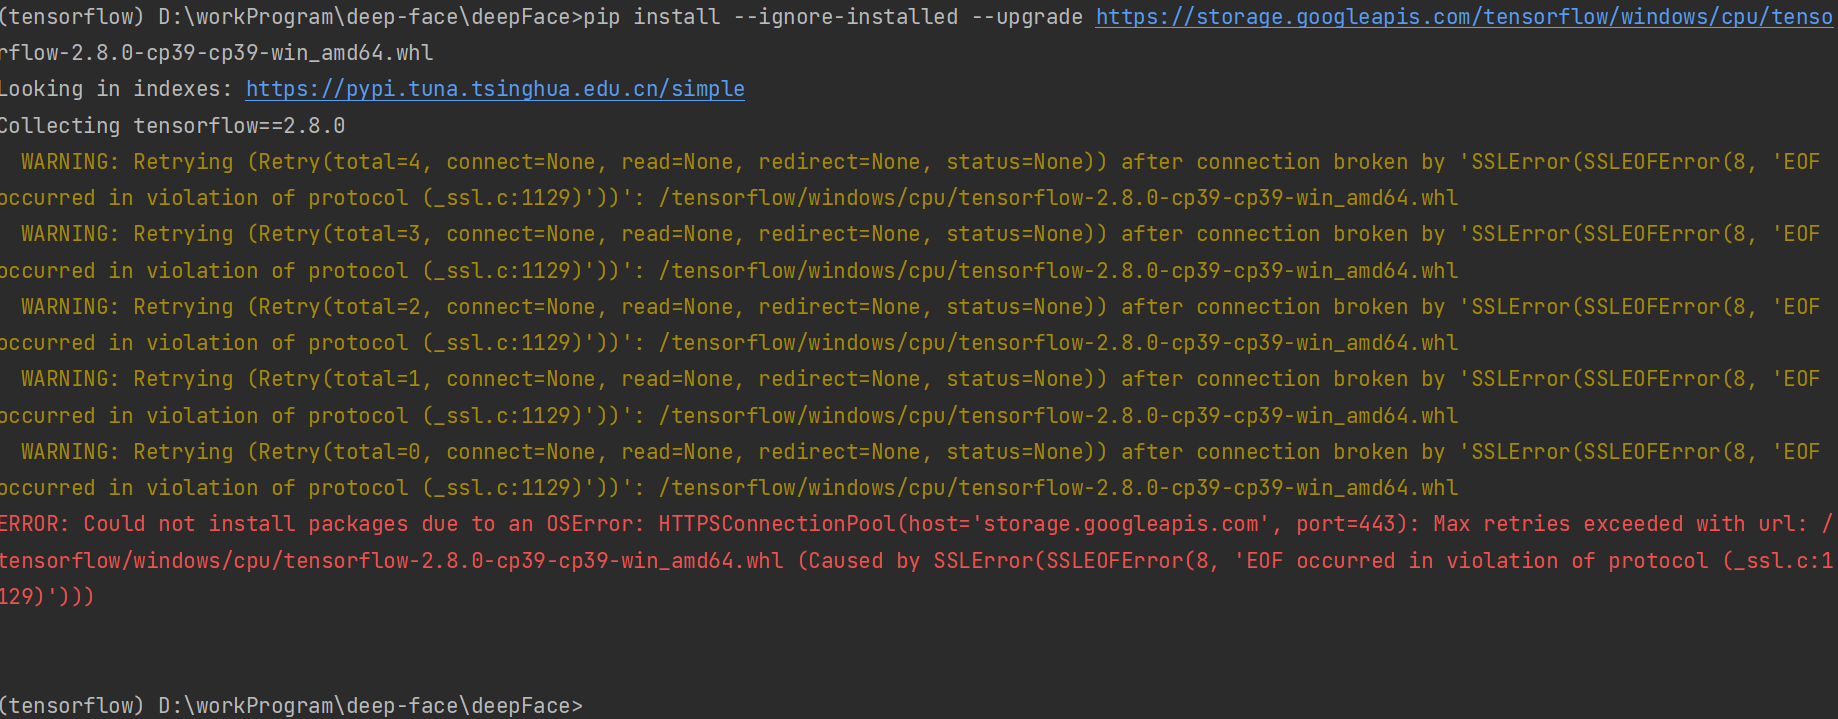 (tensorflow) D:\workProgram\deep-face\deepFace>pip install --ignore-installed --upgrade https://storage.googleapis.com/tensorflow/windows/cpu/tenso
rflow-2.8.0-cp39-cp39-win_amd64.whl
Looking in indexes: https://pypi.tuna.tsinghua.edu.cn/simple
Collecting tensorflow==2.8.0
  WARNING: Retrying (Retry(total=4, connect=None, read=None, redirect=None, status=None)) after connection broken by 'SSLError(SSLEOFError(8, 'EOF
occurred in violation of protocol (_ssl.c:1129)'))': /tensorflow/windows/cpu/tensorflow-2.8.0-cp39-cp39-win_amd64.whl
  WARNING: Retrying (Retry(total=3, connect=None, read=None, redirect=None, status=None)) after connection broken by 'SSLError(SSLEOFError(8, 'EOF
occurred in violation of protocol (_ssl.c:1129)'))': /tensorflow/windows/cpu/tensorflow-2.8.0-cp39-cp39-win_amd64.whl
  WARNING: Retrying (Retry(total=2, connect=None, read=None, redirect=None, status=None)) after connection broken by 'SSLError(SSLEOFError(8, 'EOF
occurred in violation of protocol (_ssl.c:1129)'))': /tensorflow/windows/cpu/tensorflow-2.8.0-cp39-cp39-win_amd64.whl
  WARNING: Retrying (Retry(total=1, connect=None, read=None, redirect=None, status=None)) after connection broken by 'SSLError(SSLEOFError(8, 'EOF
occurred in violation of protocol (_ssl.c:1129)'))': /tensorflow/windows/cpu/tensorflow-2.8.0-cp39-cp39-win_amd64.whl
  WARNING: Retrying (Retry(total=0, connect=None, read=None, redirect=None, status=None)) after connection broken by 'SSLError(SSLEOFError(8, 'EOF
occurred in violation of protocol (_ssl.c:1129)'))': /tensorflow/windows/cpu/tensorflow-2.8.0-cp39-cp39-win_amd64.whl
ERROR: Could not install packages due to an OSError: HTTPSConnectionPool(host='storage.googleapis.com', port=443): Max retries exceeded with url: /
tensorflow/windows/cpu/tensorflow-2.8.0-cp39-cp39-win_amd64.whl (Caused by SSLError(SSLEOFError(8, 'EOF occurred in violation of protocol (_ssl.c:1
129)')))
(tensorflow) D:\workProgram\deep-face\deepFace>